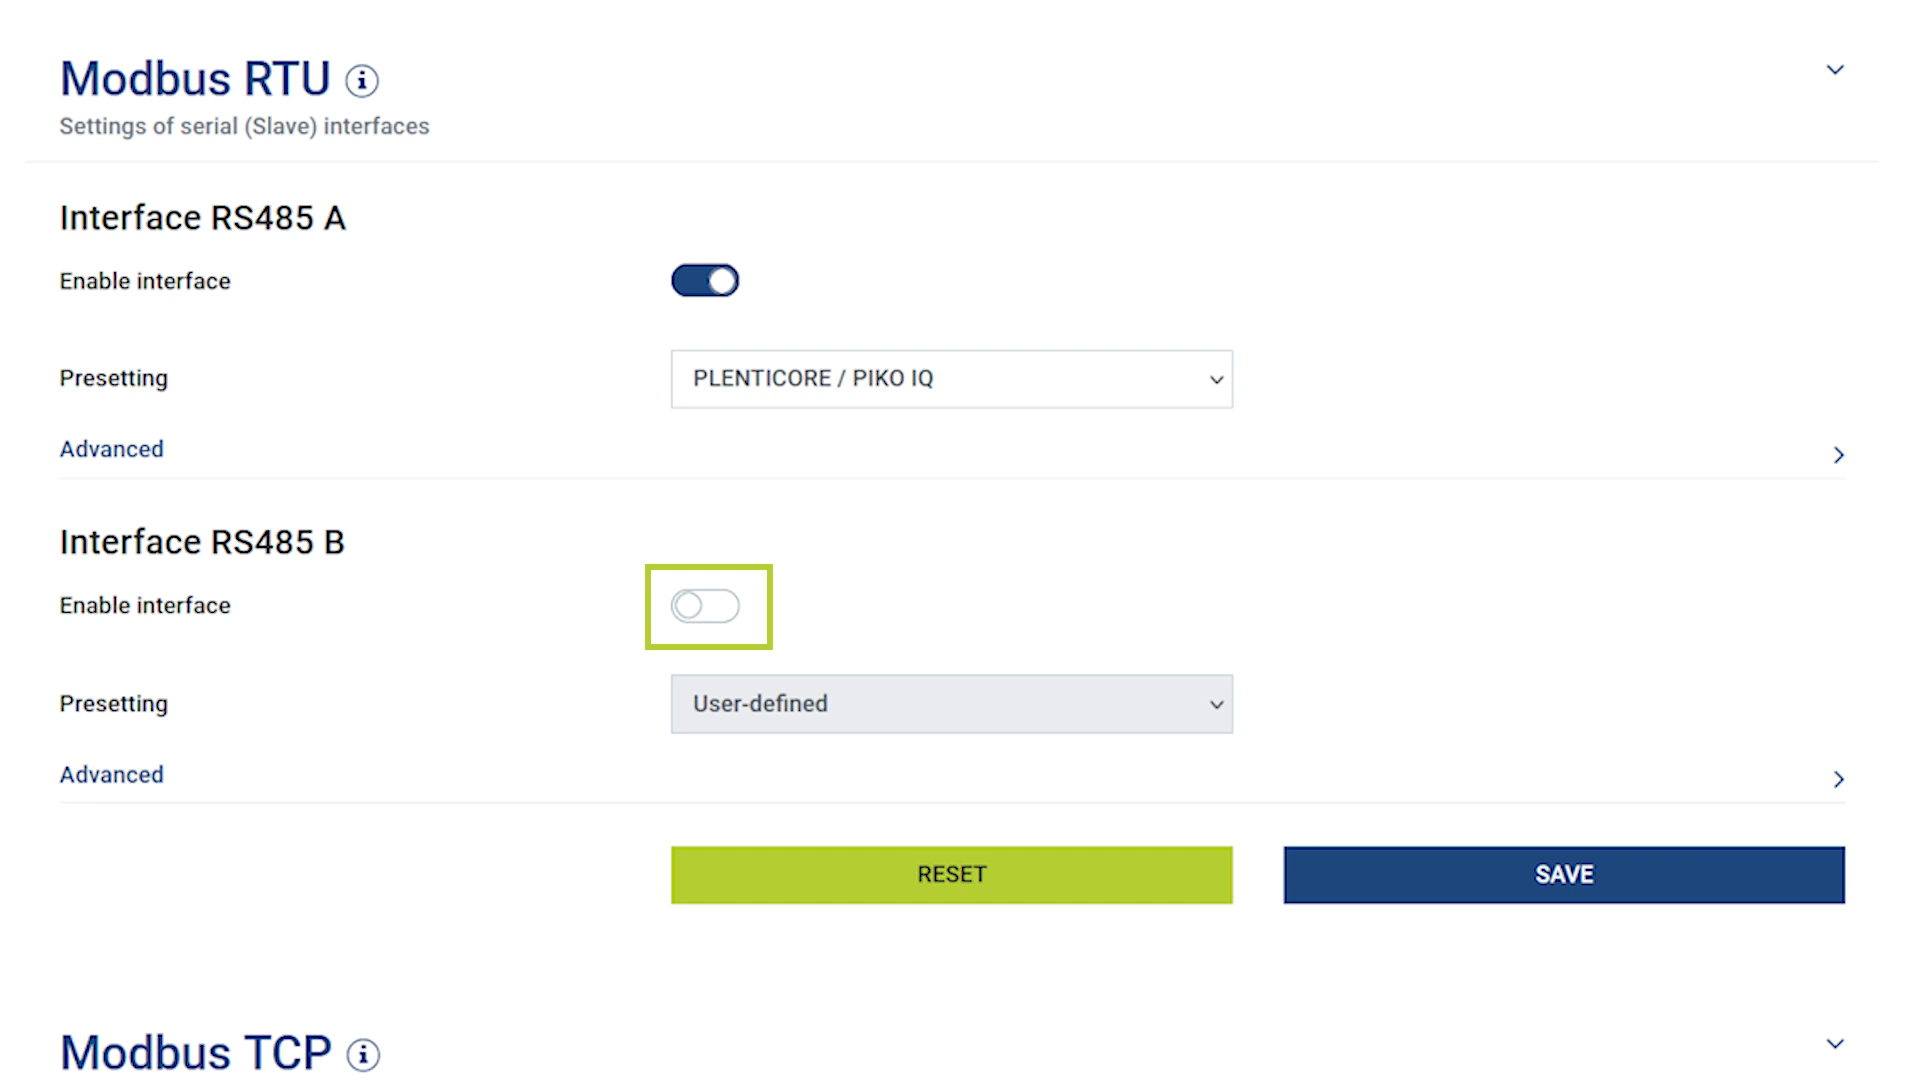 Modbus RTU
Settings of serial (Slave) interfaces
Interface RS485 A
Enable interface
Presetting
PLENTICORE / PIKO IQ
Advanced
Interface RS485 B
Enable interface
Presetting
User-defined
Advanced
RESET
SAVE
Modbus TCP